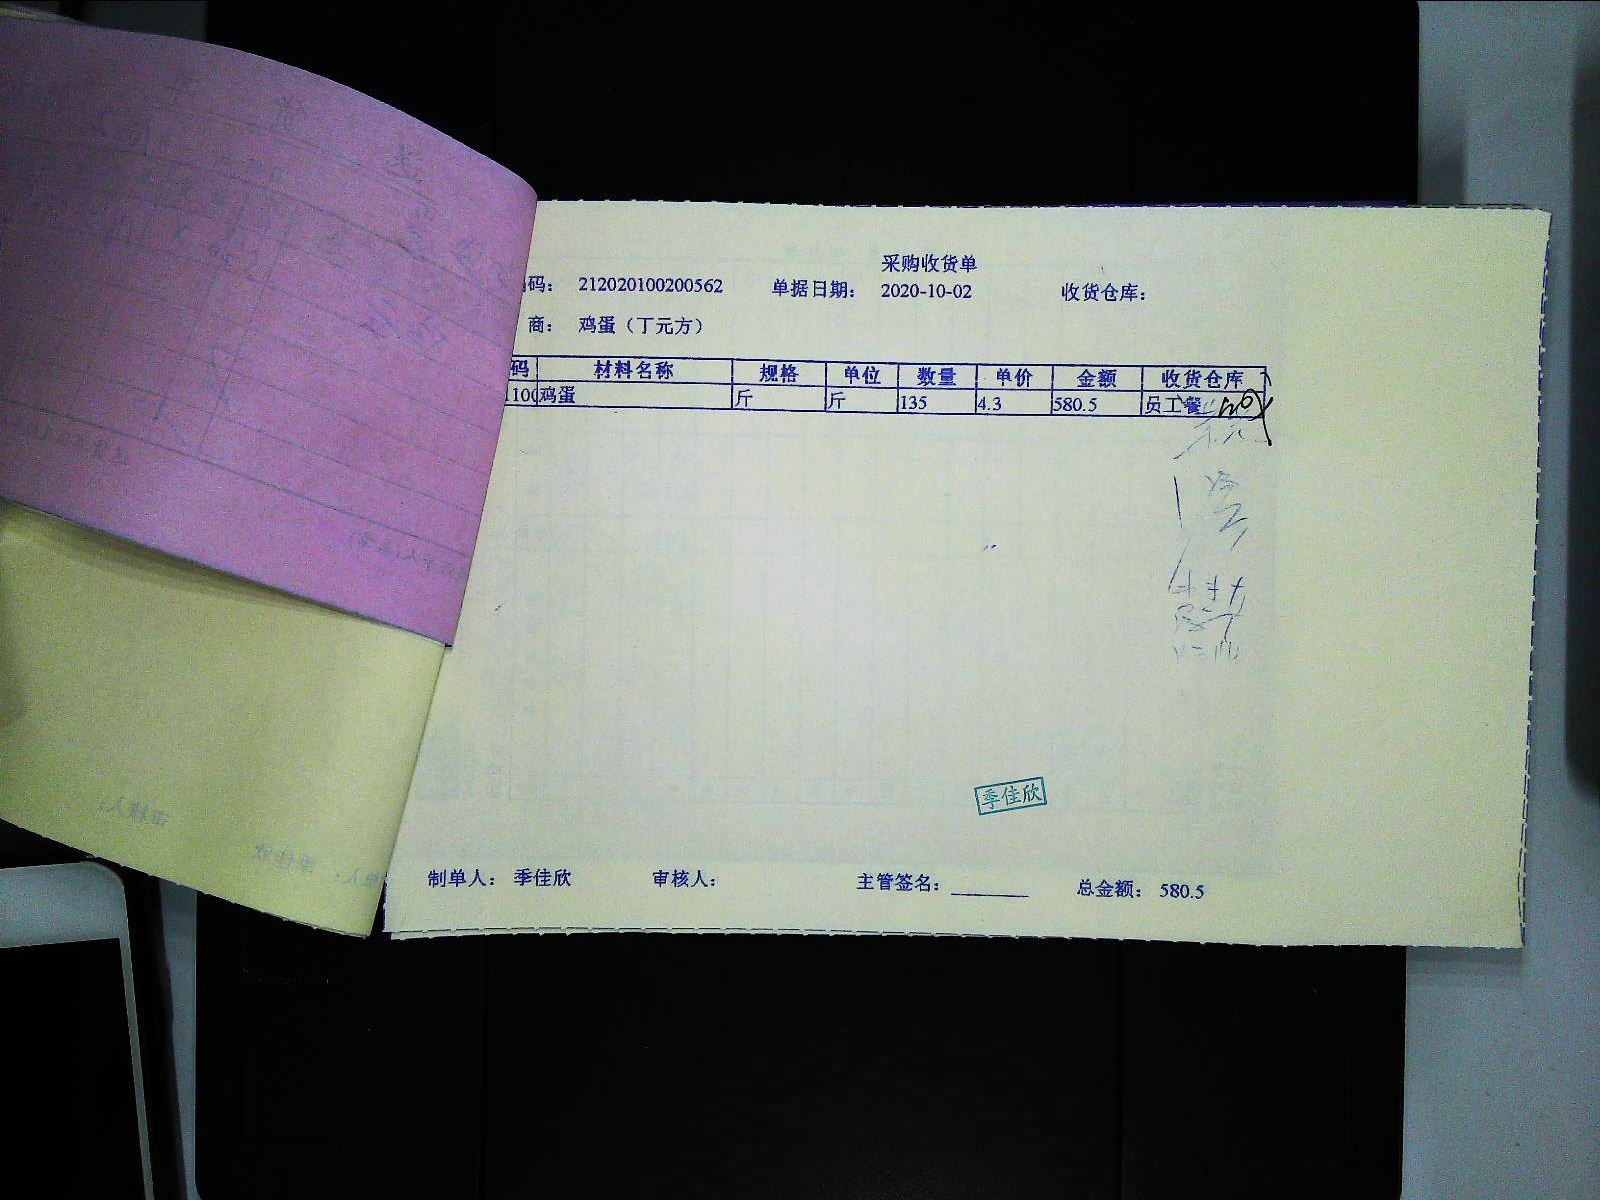 采购收货单
码： 212020100200562 单据日期： 2020-10-02 收货仓库：
商： 鸡蛋（丁元方）
码 材料名称 规格 单位 数量 单价 金额 收货仓库
100 鸡蛋 斤 斤 135 4.3 580.5 员工餐
季佳欣
制单人： 季佳欣 审核人： 主管签名：________ 总金额： 580.5